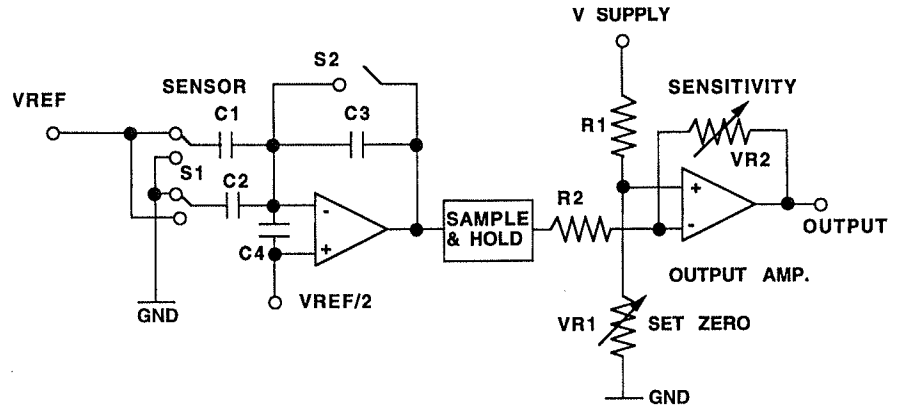 V SUPPLY
S2
SENSOR
SENSITIVITY
VREF
C1
C3
R1
VR2
S1
C2
-
+
R2
SAMPLE
& HOLD
+
-
OUTPUT
C4
OUTPUT AMP.
VREF/2
GND
VR1
SET ZERO
GND